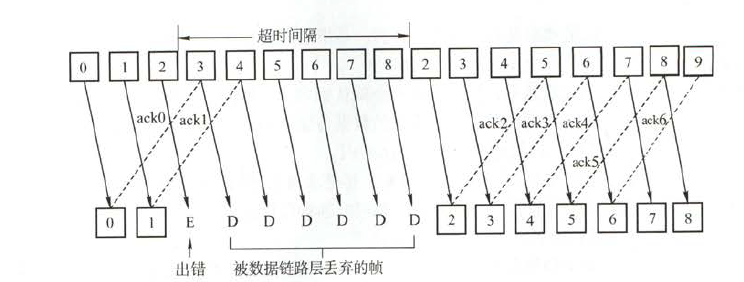 超时间隔
0 1 2 3 4 5 6 7 8 2 3 4 5 6 7 8 9
ack0 ack1 ack2 ack3 ack4 ack6
ack5
0 1 E D D D D D D 2 3 4 5 6 7 8
出错 被数据链路层丢弃的帧